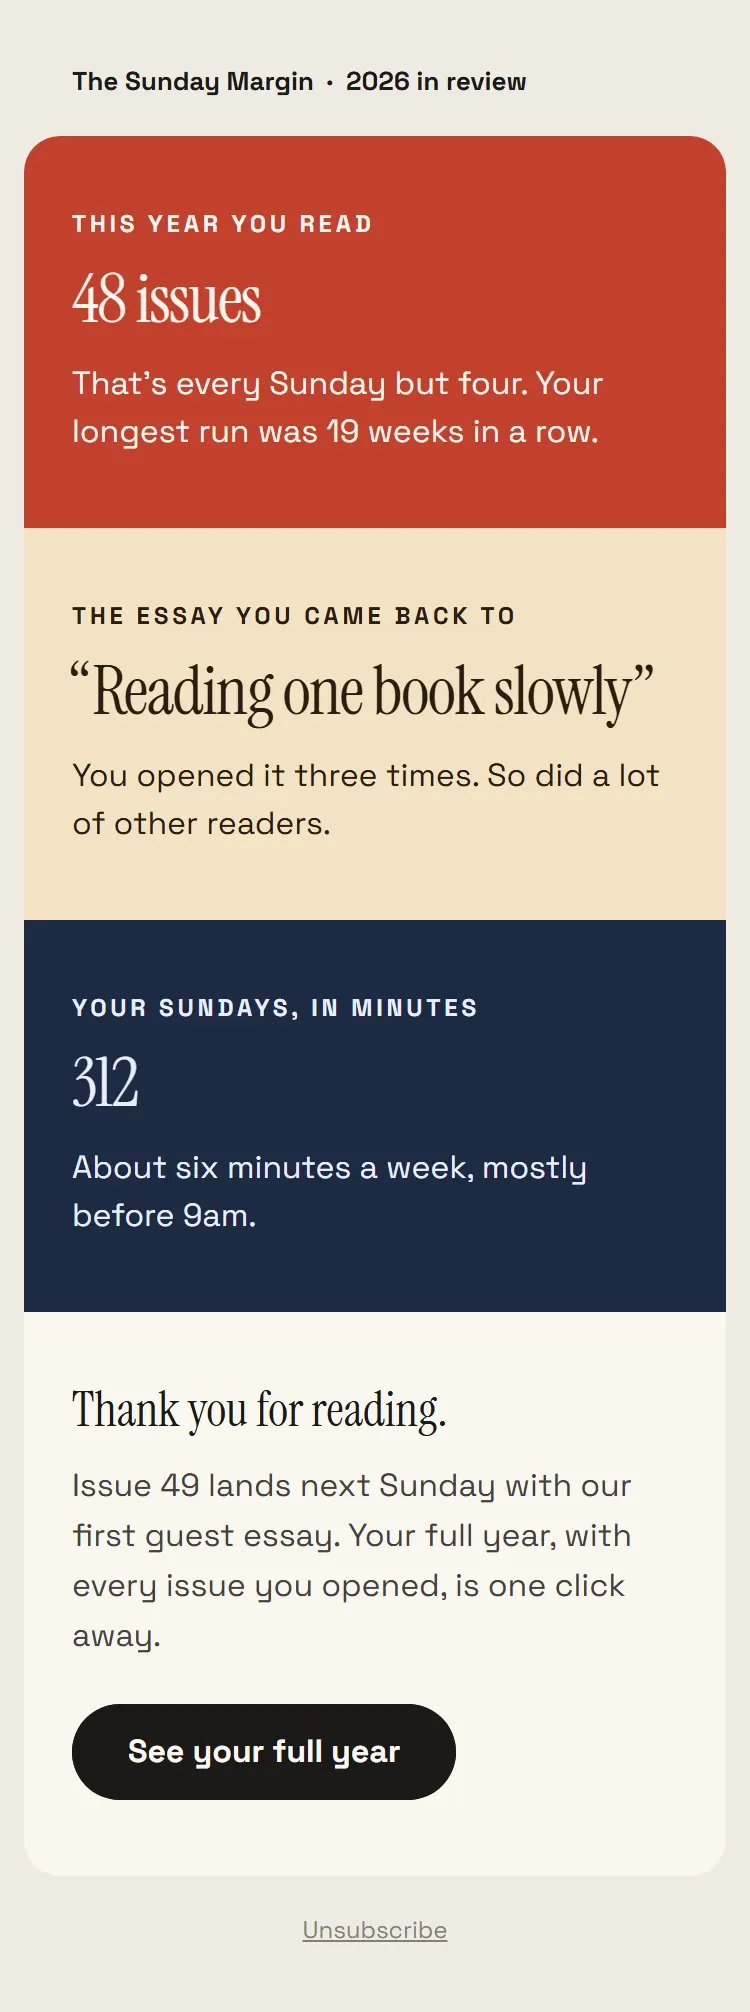 The Sunday Margin · 2026 in review
THIS YEAR YOU READ
48 issues
That’s every Sunday but four. Your
longest run was 19 weeks in a row.
THE ESSAY YOU CAME BACK TO
“Reading one book slowly”
You opened it three times. So did a lot
of other readers.
YOUR SUNDAYS, IN MINUTES
312
About six minutes a week, mostly
before 9am.
Thank you for reading.
Issue 49 lands next Sunday with our
first guest essay. Your full year, with
every issue you opened, is one click
away.
See your full year
Unsubscribe